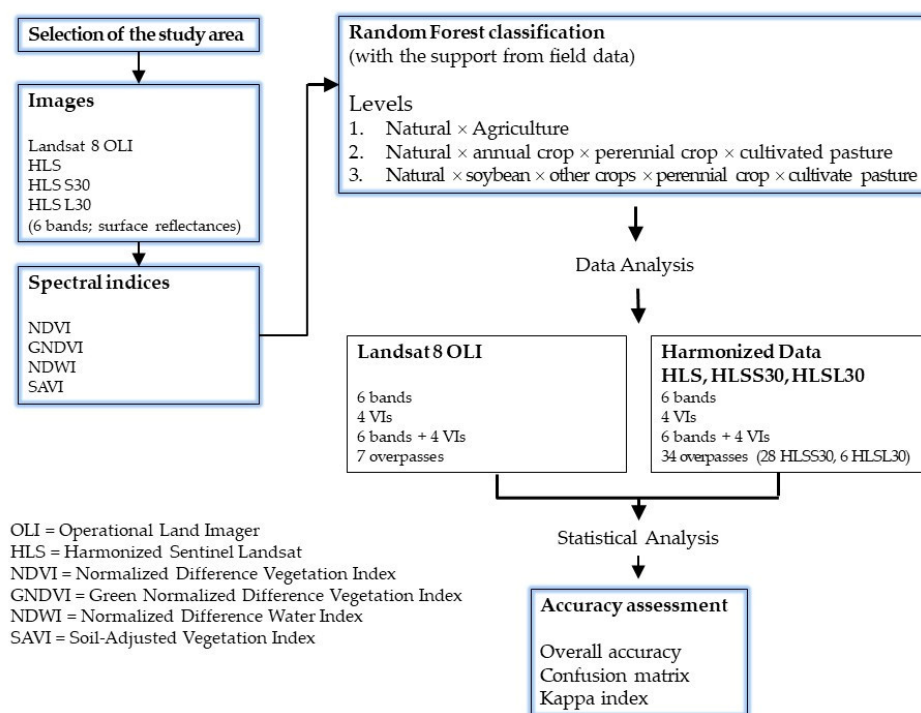 Selection of the study area
Images
Landsat 8 OLI
HLS
HLS S30
HLS L30
(6 bands; surface reflectances)
Spectral indices
NDVI
GNDVI
NDWI
SAVI
Random Forest classification
(with the support from field data)
Levels
1. Natural × Agriculture
2. Natural × annual crop × perennial crop × cultivated pasture
3. Natural × soybean × other crops × perennial crop × cultivate pasture
Data Analysis
Landsat 8 OLI
6 bands
4 VIs
6 bands + 4 VIs
7 overpasses
Harmonized Data
HLS, HLSS30, HLSL30
6 bands
4 VIs
6 bands + 4 VIs
34 overpasses (28 HLSS30, 6 HLSL30)
Statistical Analysis
Accuracy assessment
Overall accuracy
Confusion matrix
Kappa index
OLI = Operational Land Imager
HLS = Harmonized Sentinel Landsat
NDVI = Normalized Difference Vegetation Index
GNDVI = Green Normalized Difference Vegetation Index
NDWI = Normalized Difference Water Index
SAVI = Soil-Adjusted Vegetation Index